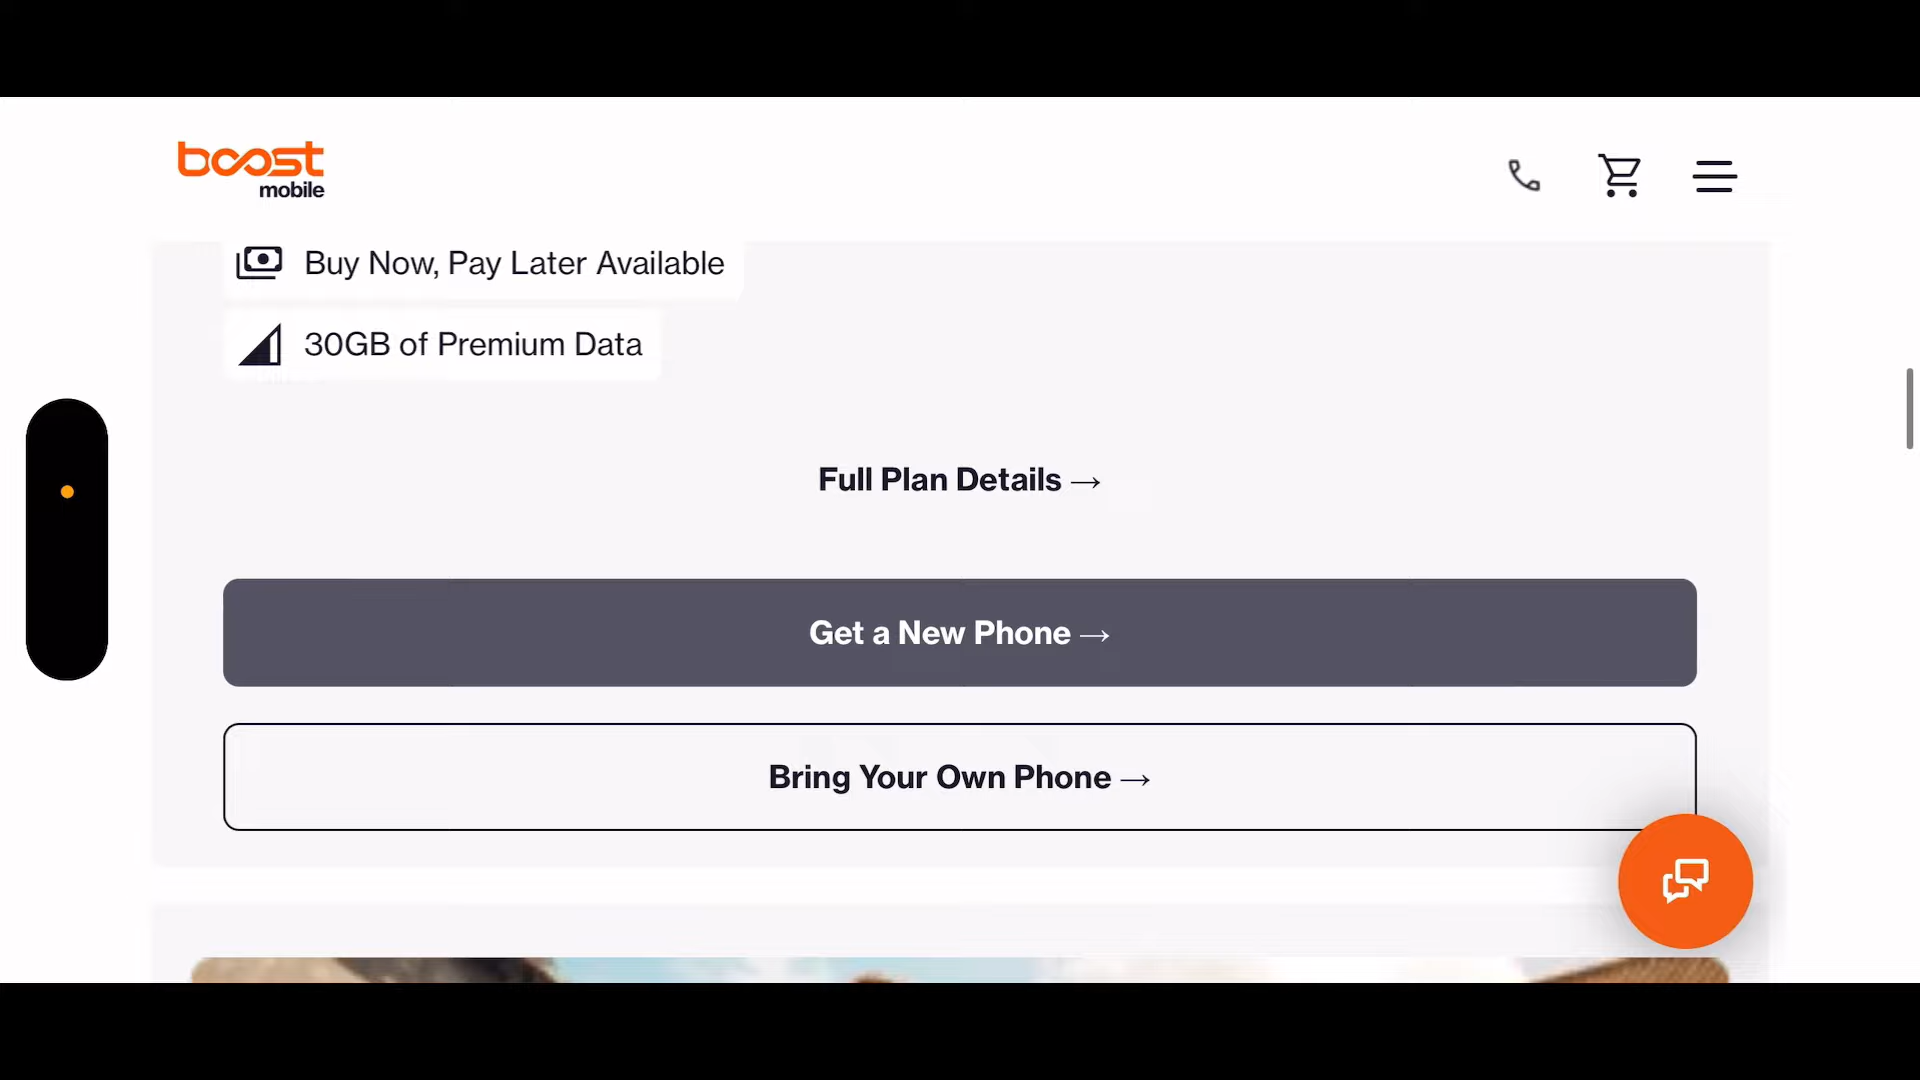 boost
mobile
Buy Now, Pay Later Available
30GB of Premium Data
Full Plan Details →
Get a New Phone →
Bring Your Own Phone →